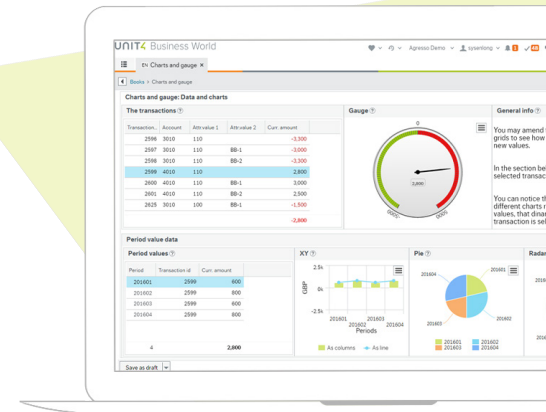 UNIT4 Business World
Agresso Demo
sysenlong
Charts and gauge ×
Books > Charts and gauge
Charts and gauge: Data and charts
The transactions
Transaction... Account Attr.value 1 Attr.value 2 Curr. amount
2596 3010 110 -3,300
2597 3010 110 BB-1 -3,000
2598 3010 110 BB-2 -3,300
2599 4010 110 2,800
2600 4010 110 BB-1 3,000
2601 4010 110 BB-2 2,500
2625 3010 100 BB-1 -1,500
-2,800
Gauge
0
2,800
-5000
5000
General info
You may amend
grids to see how
new values.
In the section be
selected transac
You can notice th
different charts
values, that dina
transaction is sel
Period value data
Period values
Period Transaction id Curr. amount
201601 2599 600
201602 2599 800
201603 2599 600
201604 2599 800
4 2,800
XY
GBP
2.5k
0k
-2.5k
201601 201603
201602 201604
Periods
As columns As line
Pie
201604 201601
201603 201602
201601 201602
201603 201604
Radar
Save as draft